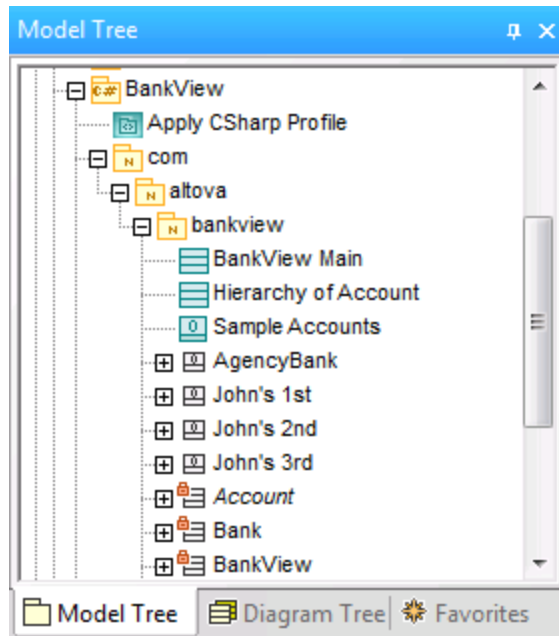 Model Tree
C# BankView
Apply CSharp Profile
N com
N altova
N bankview
BankView Main
Hierarchy of Account
Sample Accounts
AgencyBank
John's 1st
John's 2nd
John's 3rd
Account
Bank
BankView
Model Tree Diagram Tree Favorites